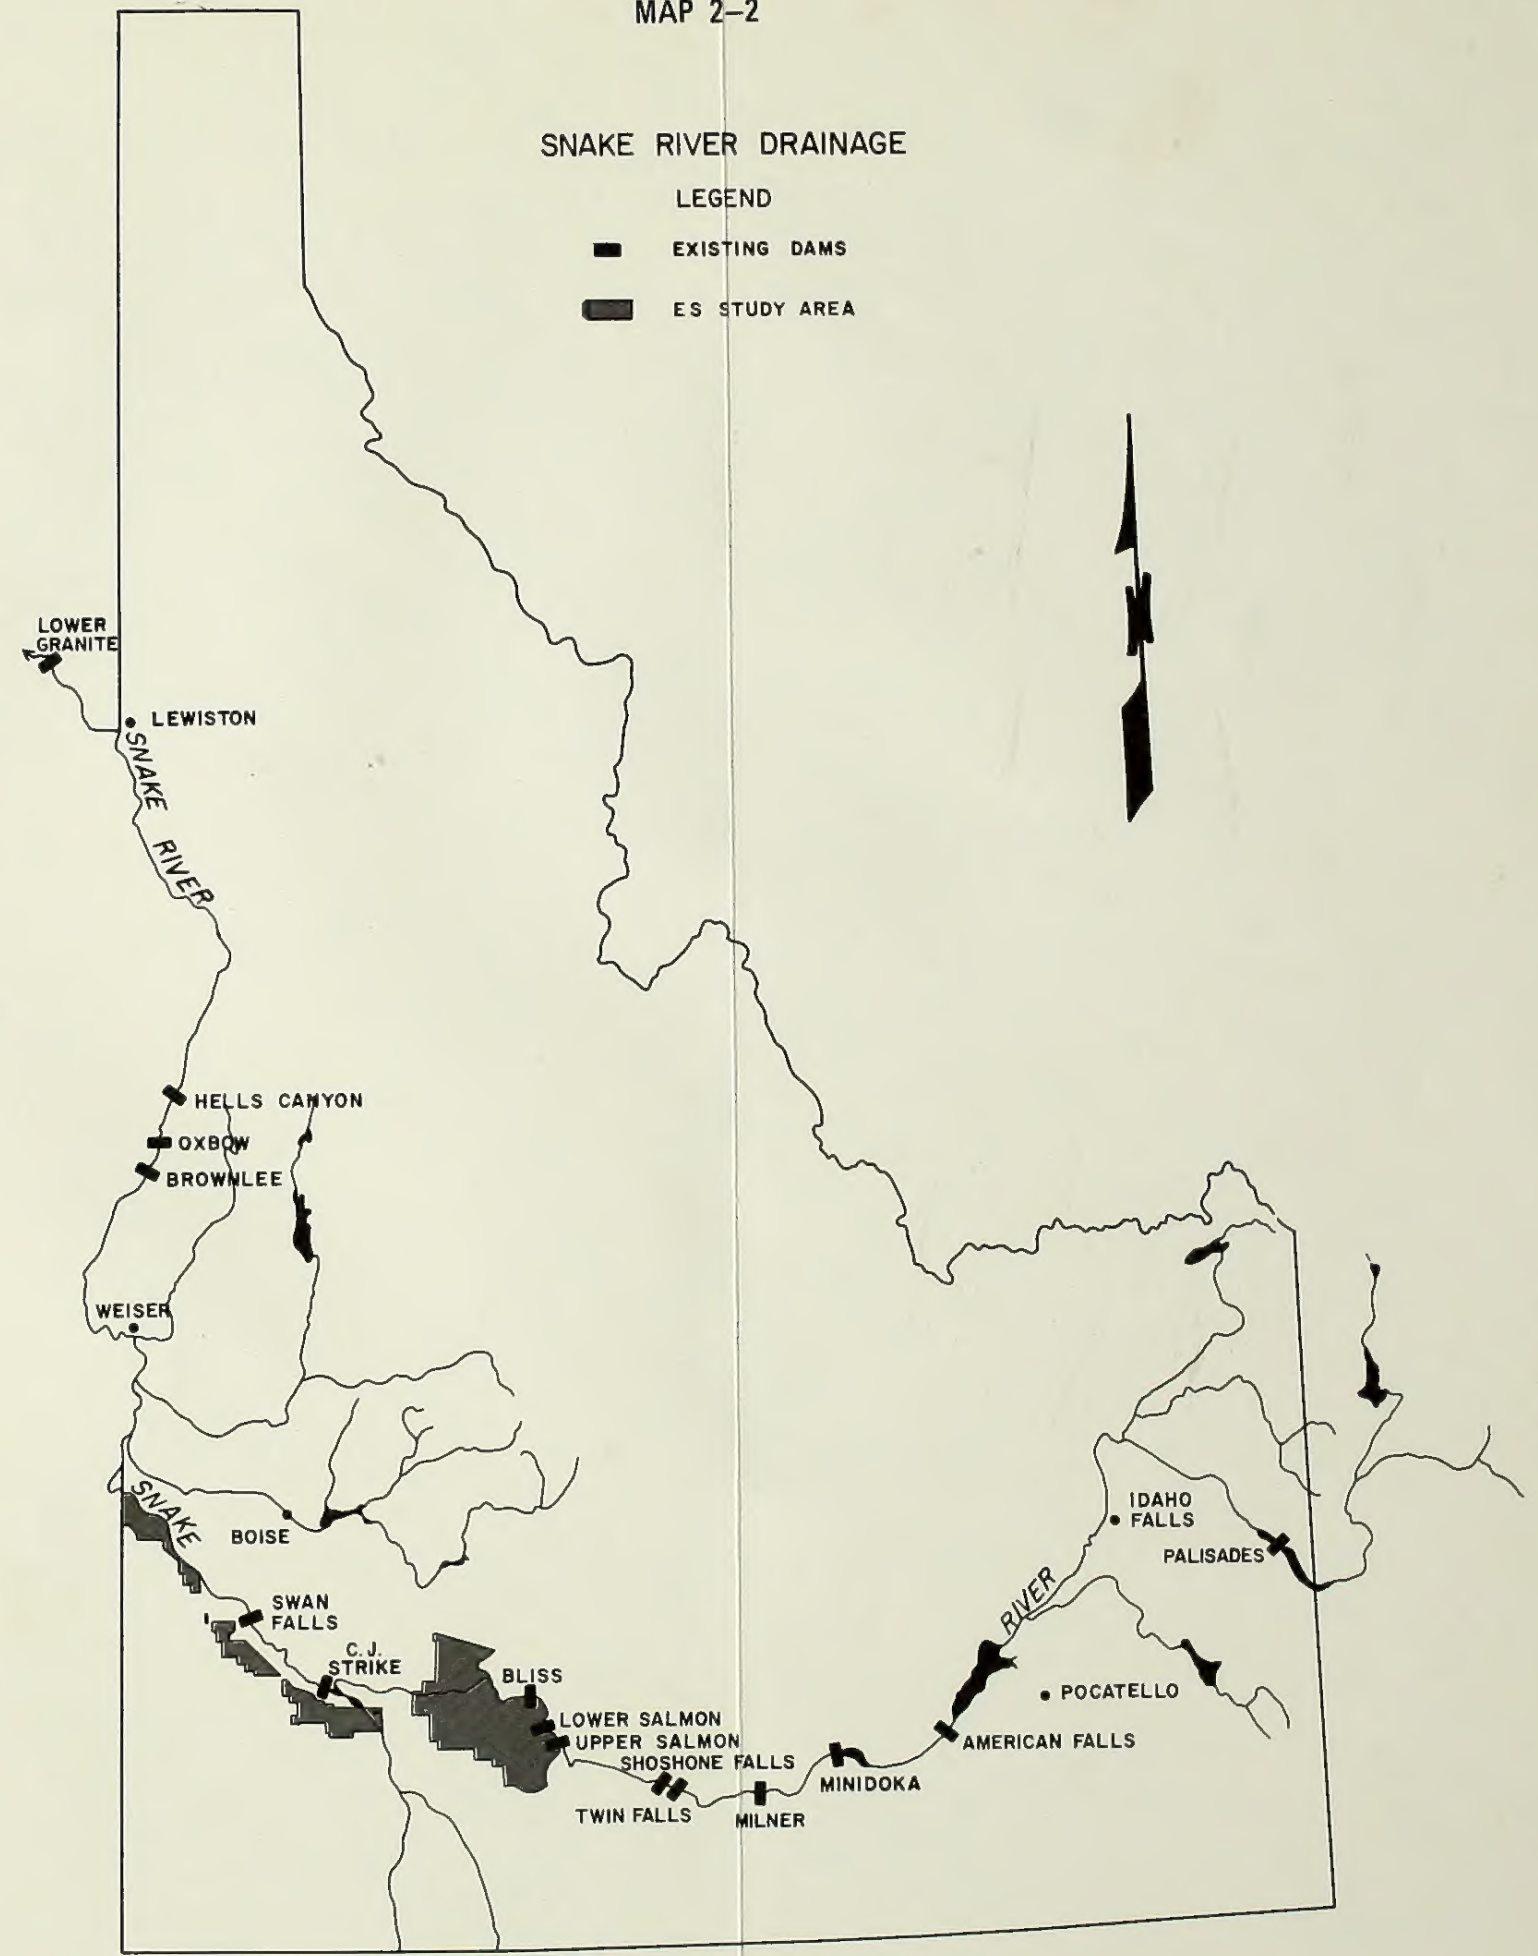 MAP 2-2
SNAKE RIVER DRAINAGE
LEGEND
EXISTING DAMS
ES STUDY AREA
N
LOWER
GRANITE
LEWISTON
SNAKE RIVER
HELLS CANYON
OXBOW
BROWNLEE
WEISER
SNAKE
BOISE
IDAHO
FALLS
PALISADES
SWAN
FALLS
RIVER
C.J.
STRIKE
BLISS
POCATELLO
LOWER SALMON
UPPER SALMON
AMERICAN FALLS
SHOSHONE FALLS
MINIDOKA
TWIN FALLS
MILNER